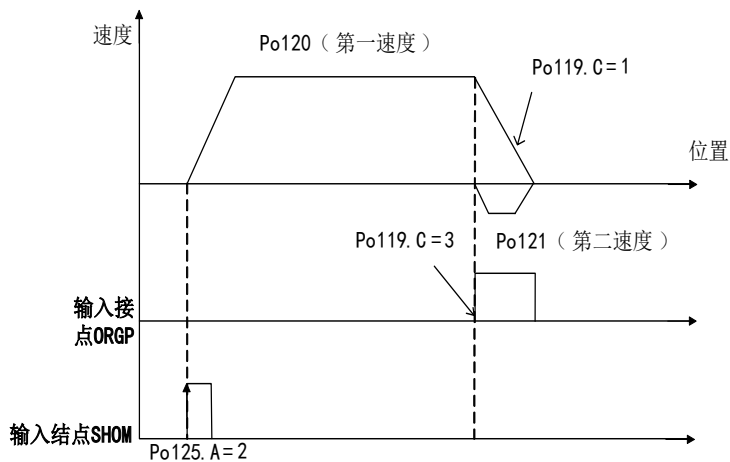 速度
Po120（第一速度）
Po119.C=1
位置
Po119.C=3
Po121（第二速度）
输入接
点ORGP
输入结点SHOM
Po125.A=2